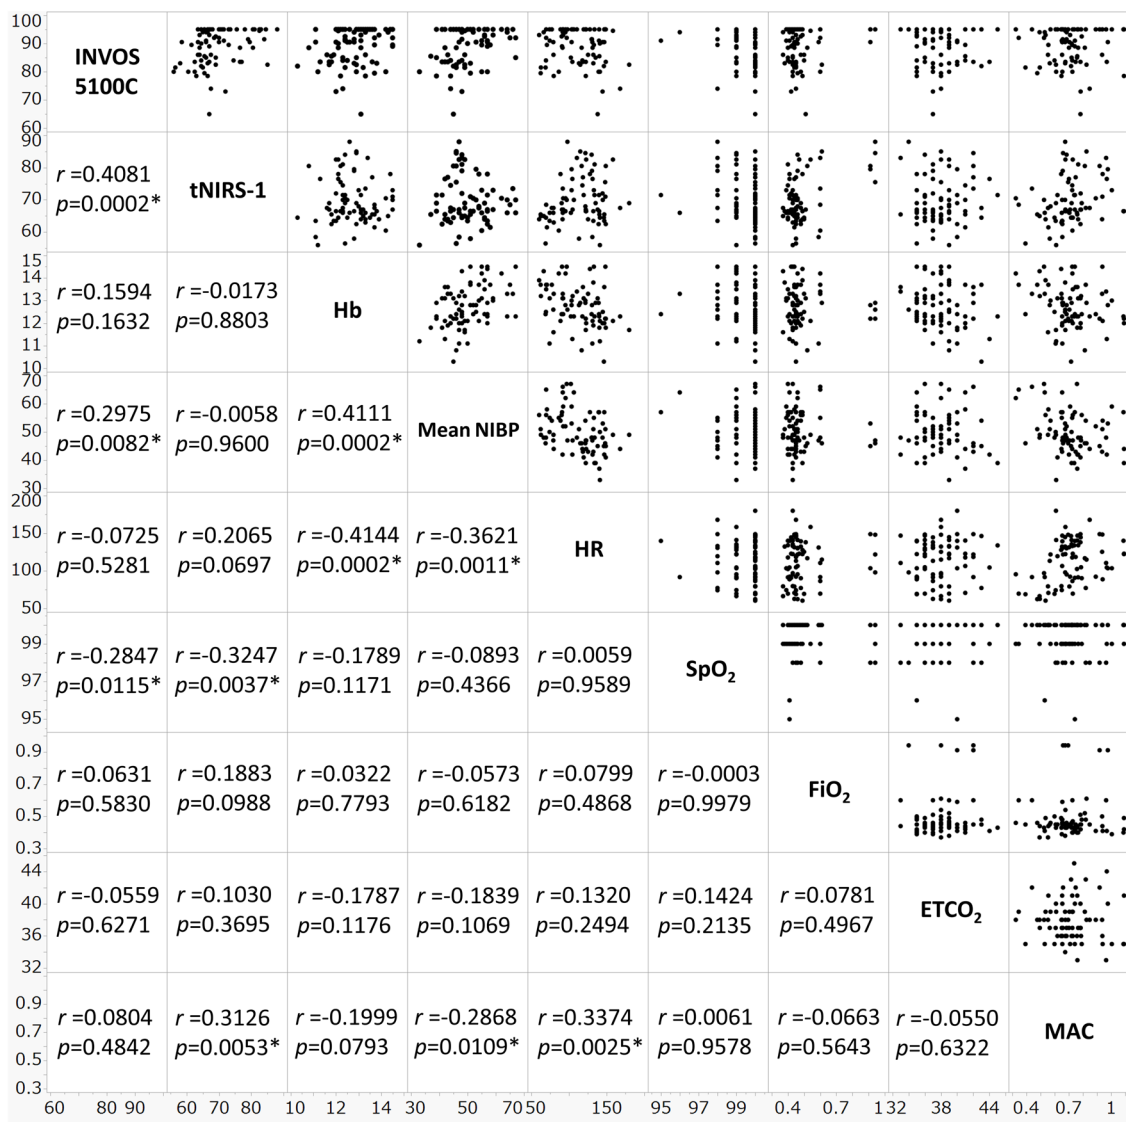 100
90
80
70
60
INVOS
5100C
90
80
70
60
r =0.4081
p=0.0002*
tNIRS-1
15
14
13
12
11
10
r =0.1594
p=0.1632
r =-0.0173
p=0.8803
Hb
70
60
50
40
30
r =0.2975
p=0.0082*
r =-0.0058
p=0.9600
r =0.4111
p=0.0002*
Mean NIBP
200
150
100
50
r =-0.0725
p=0.5281
r =0.2065
p=0.0697
r =-0.4144
p=0.0002*
r =-0.3621
p=0.0011*
HR
99
97
95
r =-0.2847
p=0.0115*
r =-0.3247
p=0.0037*
r =-0.1789
p=0.1171
r =-0.0893
p=0.4366
r =0.0059
p=0.9589
SpO₂
0.9
0.7
0.5
0.3
r =0.0631
p=0.5830
r =0.1883
p=0.0988
r =0.0322
p=0.7793
r =-0.0573
p=0.6182
r =0.0799
p=0.4868
r =-0.0003
p=0.9979
FiO₂
44
40
36
32
r =-0.0559
p=0.6271
r =0.1030
p=0.3695
r =-0.1787
p=0.1176
r =-0.1839
p=0.1069
r =0.1320
p=0.2494
r =0.1424
p=0.2135
r =0.0781
p=0.4967
ETCO₂
0.9
0.7
0.5
0.3
r =0.0804
p=0.4842
r =0.3126
p=0.0053*
r =-0.1999
p=0.0793
r =-0.2868
p=0.0109*
r =0.3374
p=0.0025*
r =0.0061
p=0.9578
r =-0.0663
p=0.5643
r =-0.0550
p=0.6322
MAC
60 80 90 60 70 80 10 12 14 30 50 70 50 150 95 97 99 0.4 0.7 1 32 38 44 0.4 0.7 1